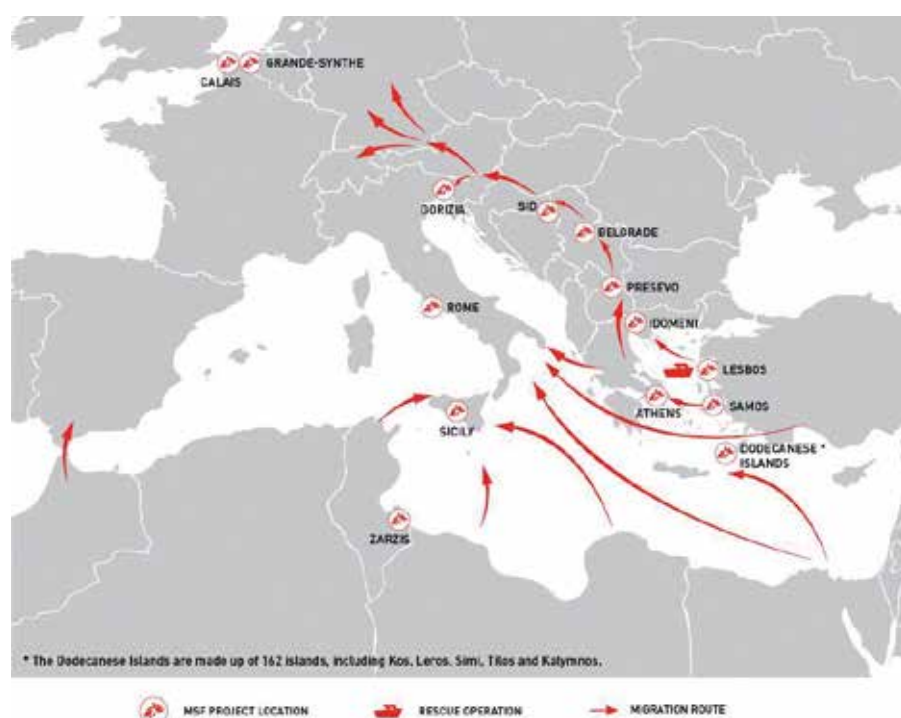 GRANDE-SYNTHE
CALAIS
GORIZIA
SID
BELGRADE
PRESEVO
ROME
IDOMENI
LESBOS
ATHENS
SAMOS
SICILY
DODECANESE *
ISLANDS
ZARZIS
* The Dodecanese Islands are made up of 162 islands, including Kos, Leros, Simi, Tilos and Kalymnos.
MSF PROJECT LOCATION
RESCUE OPERATION
MIGRATION ROUTE